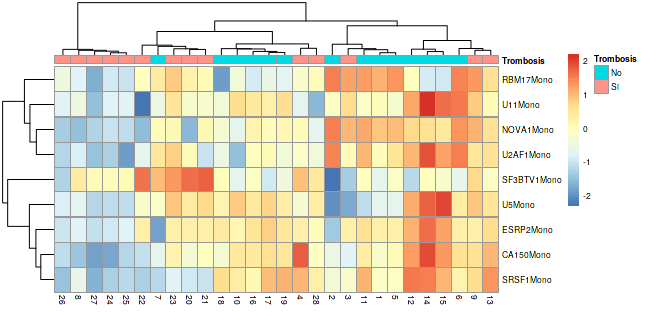 Trombosis
RBM17Mono
U11Mono
NOVA1Mono
U2AF1Mono
SF3BTV1Mono
U5Mono
ESRP2Mono
CA150Mono
SRSF1Mono
26 8 27 24 25 22 7 23 20 21 18 10 16 17 19 4 28 2 3 11 1 5 12 14 15 6 9 13
2
1
0
-1
-2
Trombosis
No
SI